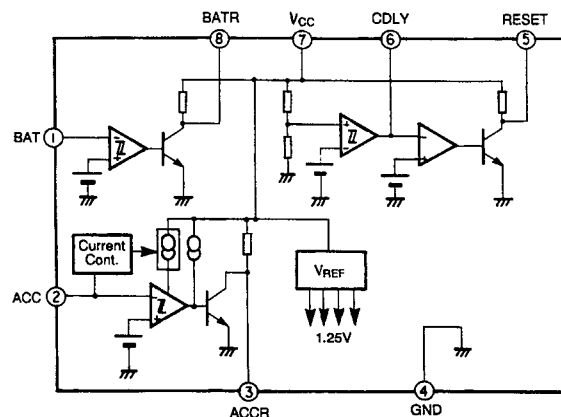 BATR
VCC
CDLY
RESET
8
7
6
5
BAT
1
- 
+
+
-
-
+
Current
Cont.
VREF
ACC
2
-
+
1.25V
3
4
ACCR
GND